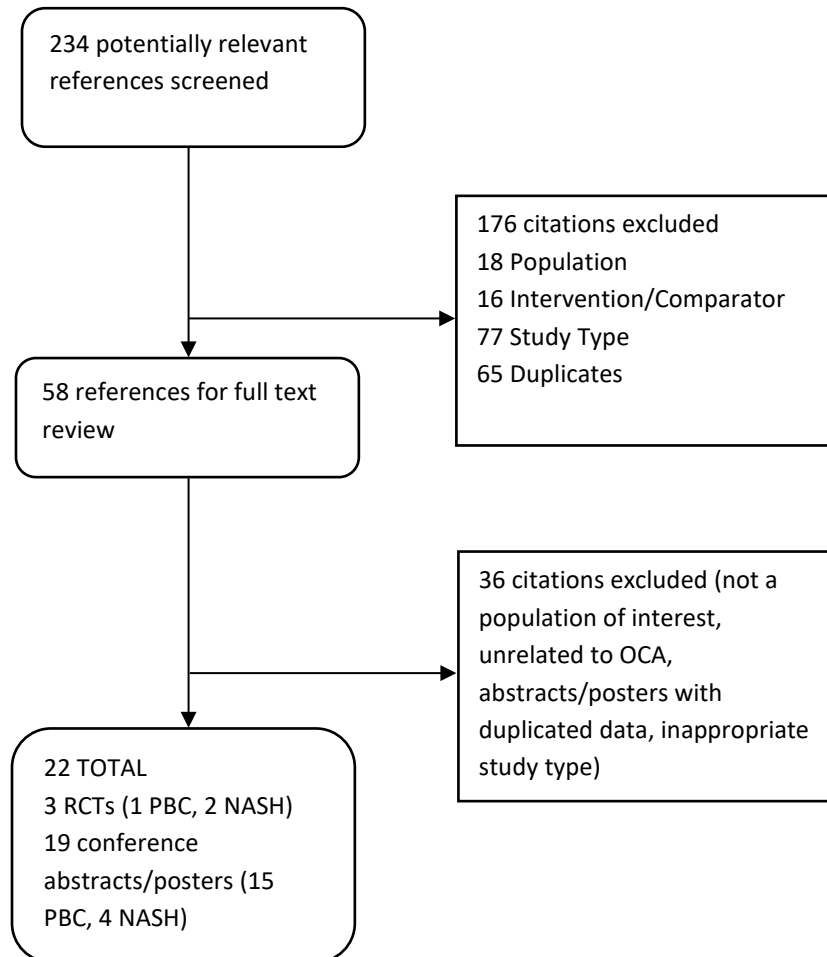 234 potentially relevant
references screened
176 citations excluded
18 Population
16 Intervention/Comparator
77 Study Type
65 Duplicates
58 references for full text
review
36 citations excluded (not a
population of interest,
unrelated to OCA,
abstracts/posters with
duplicated data, inappropriate
study type)
22 TOTAL
3 RCTs (1 PBC, 2 NASH)
19 conference
abstracts/posters (15
PBC, 4 NASH)